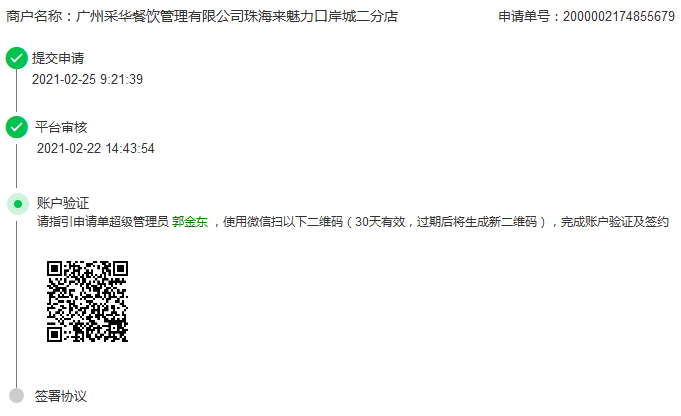 商户名称：广州采华餐饮管理有限公司珠海来魅力口岸城二分店
申请单号：2000002174855679
提交申请
2021-02-25 9:21:39
平台审核
2021-02-22 14:43:54
账户验证
请指引申请单超级管理员 郭金东 ，使用微信扫以下二维码（30天有效，过期后将生成新二维码），完成账户验证及签约
签署协议